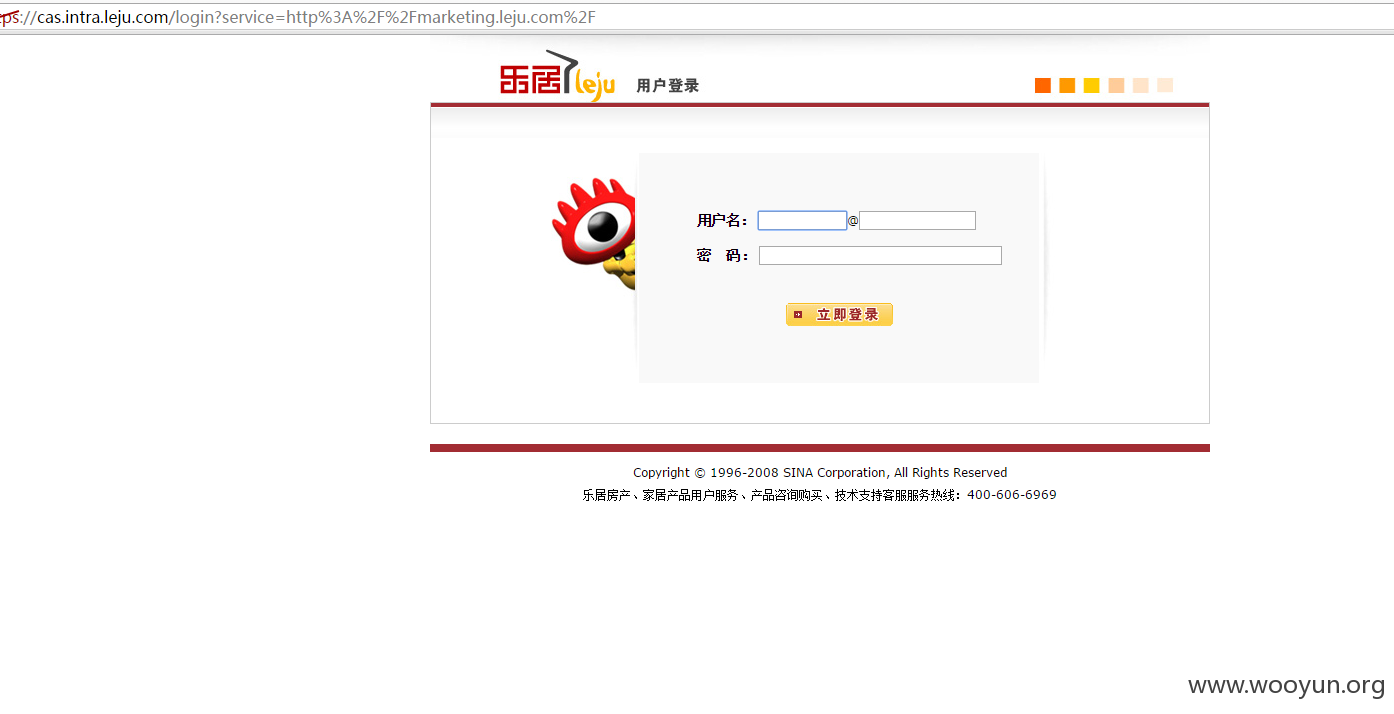 ps://cas.intra.leju.com/login?service=http%3A%2F%2Fmarketing.leju.com%2F
乐居 leju 用户登录
用户名： @
密 码：
立即登录
Copyright © 1996-2008 SINA Corporation, All Rights Reserved
乐居房产、家居产品用户服务、产品咨询购买、技术支持客服服务热线：400-606-6969
www.wooyun.org